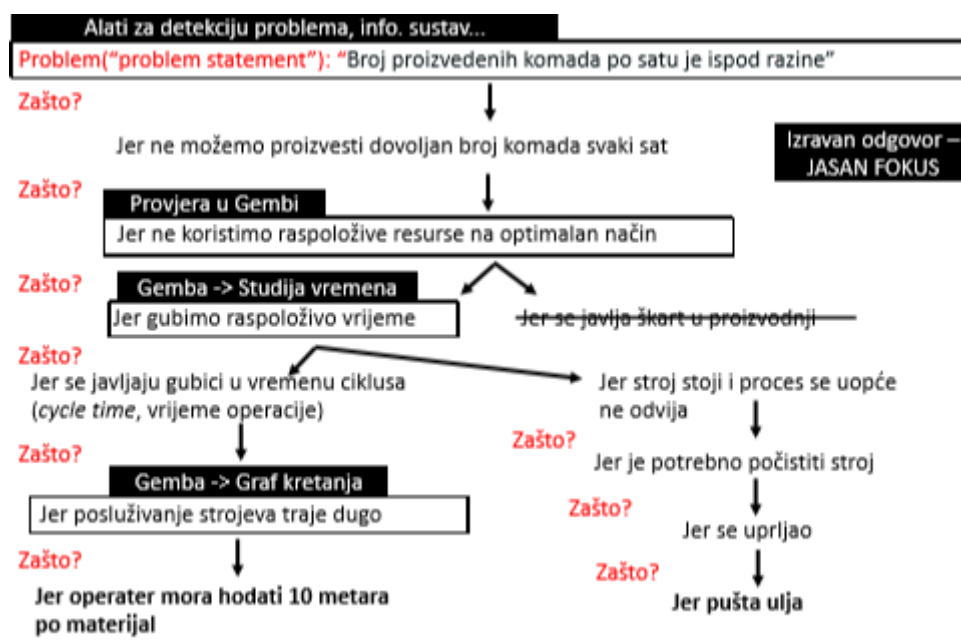 Alati za detekciju problema, info. sustav...
Problem("problem statement"): "Broj proizvedenih komada po satu je ispod razine"
Zašto?
Jer ne možemo proizvesti dovoljan broj komada svaki sat
Izravan odgovor –
JASAN FOKUS
Zašto?
Provjera u Gembi
Jer ne koristimo raspoložive resurse na optimalan način
Zašto?
Gemba -> Studija vremena
Jer gubimo raspoloživo vrijeme
Jer se javlja škart u proizvodnji
Zašto?
Jer se javljaju gubici u vremenu ciklusa
(cycle time, vrijeme operacije)
Jer stroj stoji i proces se uopće
ne odvija
Zašto?
Zašto?
Jer je potrebno počistiti stroj
Gemba -> Graf kretanja
Jer posluživanje strojeva traje dugo
Zašto?
Jer se uprljao
Zašto?
Jer operater mora hodati 10 metara
po materijal
Zašto?
Jer pušta ulja